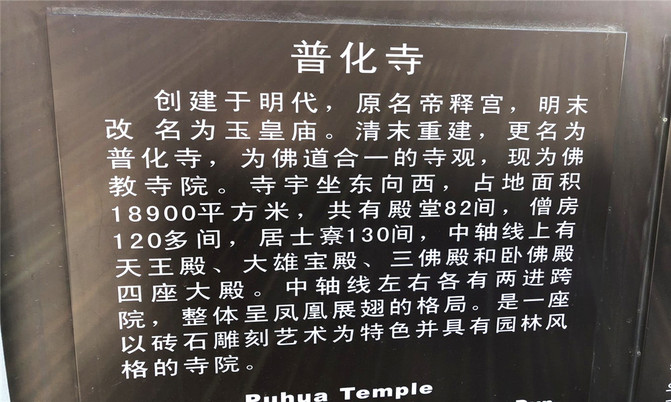 普化寺
创建于明代，原名帝释宫，明末
改 名为玉皇庙。清末重建，更名为
普化寺，为佛道合一的寺观，现为佛
教寺院。寺宇坐东向西，占地面积
18900平方米，共有殿堂82间，僧房
120多间，居士寮130间，中轴线上有
天王殿、大雄宝殿、三佛殿和卧佛殿
四座大殿。中轴线左右各有两进跨
院，整体呈凤凰展翅的格局。是一座
以砖石雕刻艺术为特色并具有园林风
格的寺院。
Puhua Temple